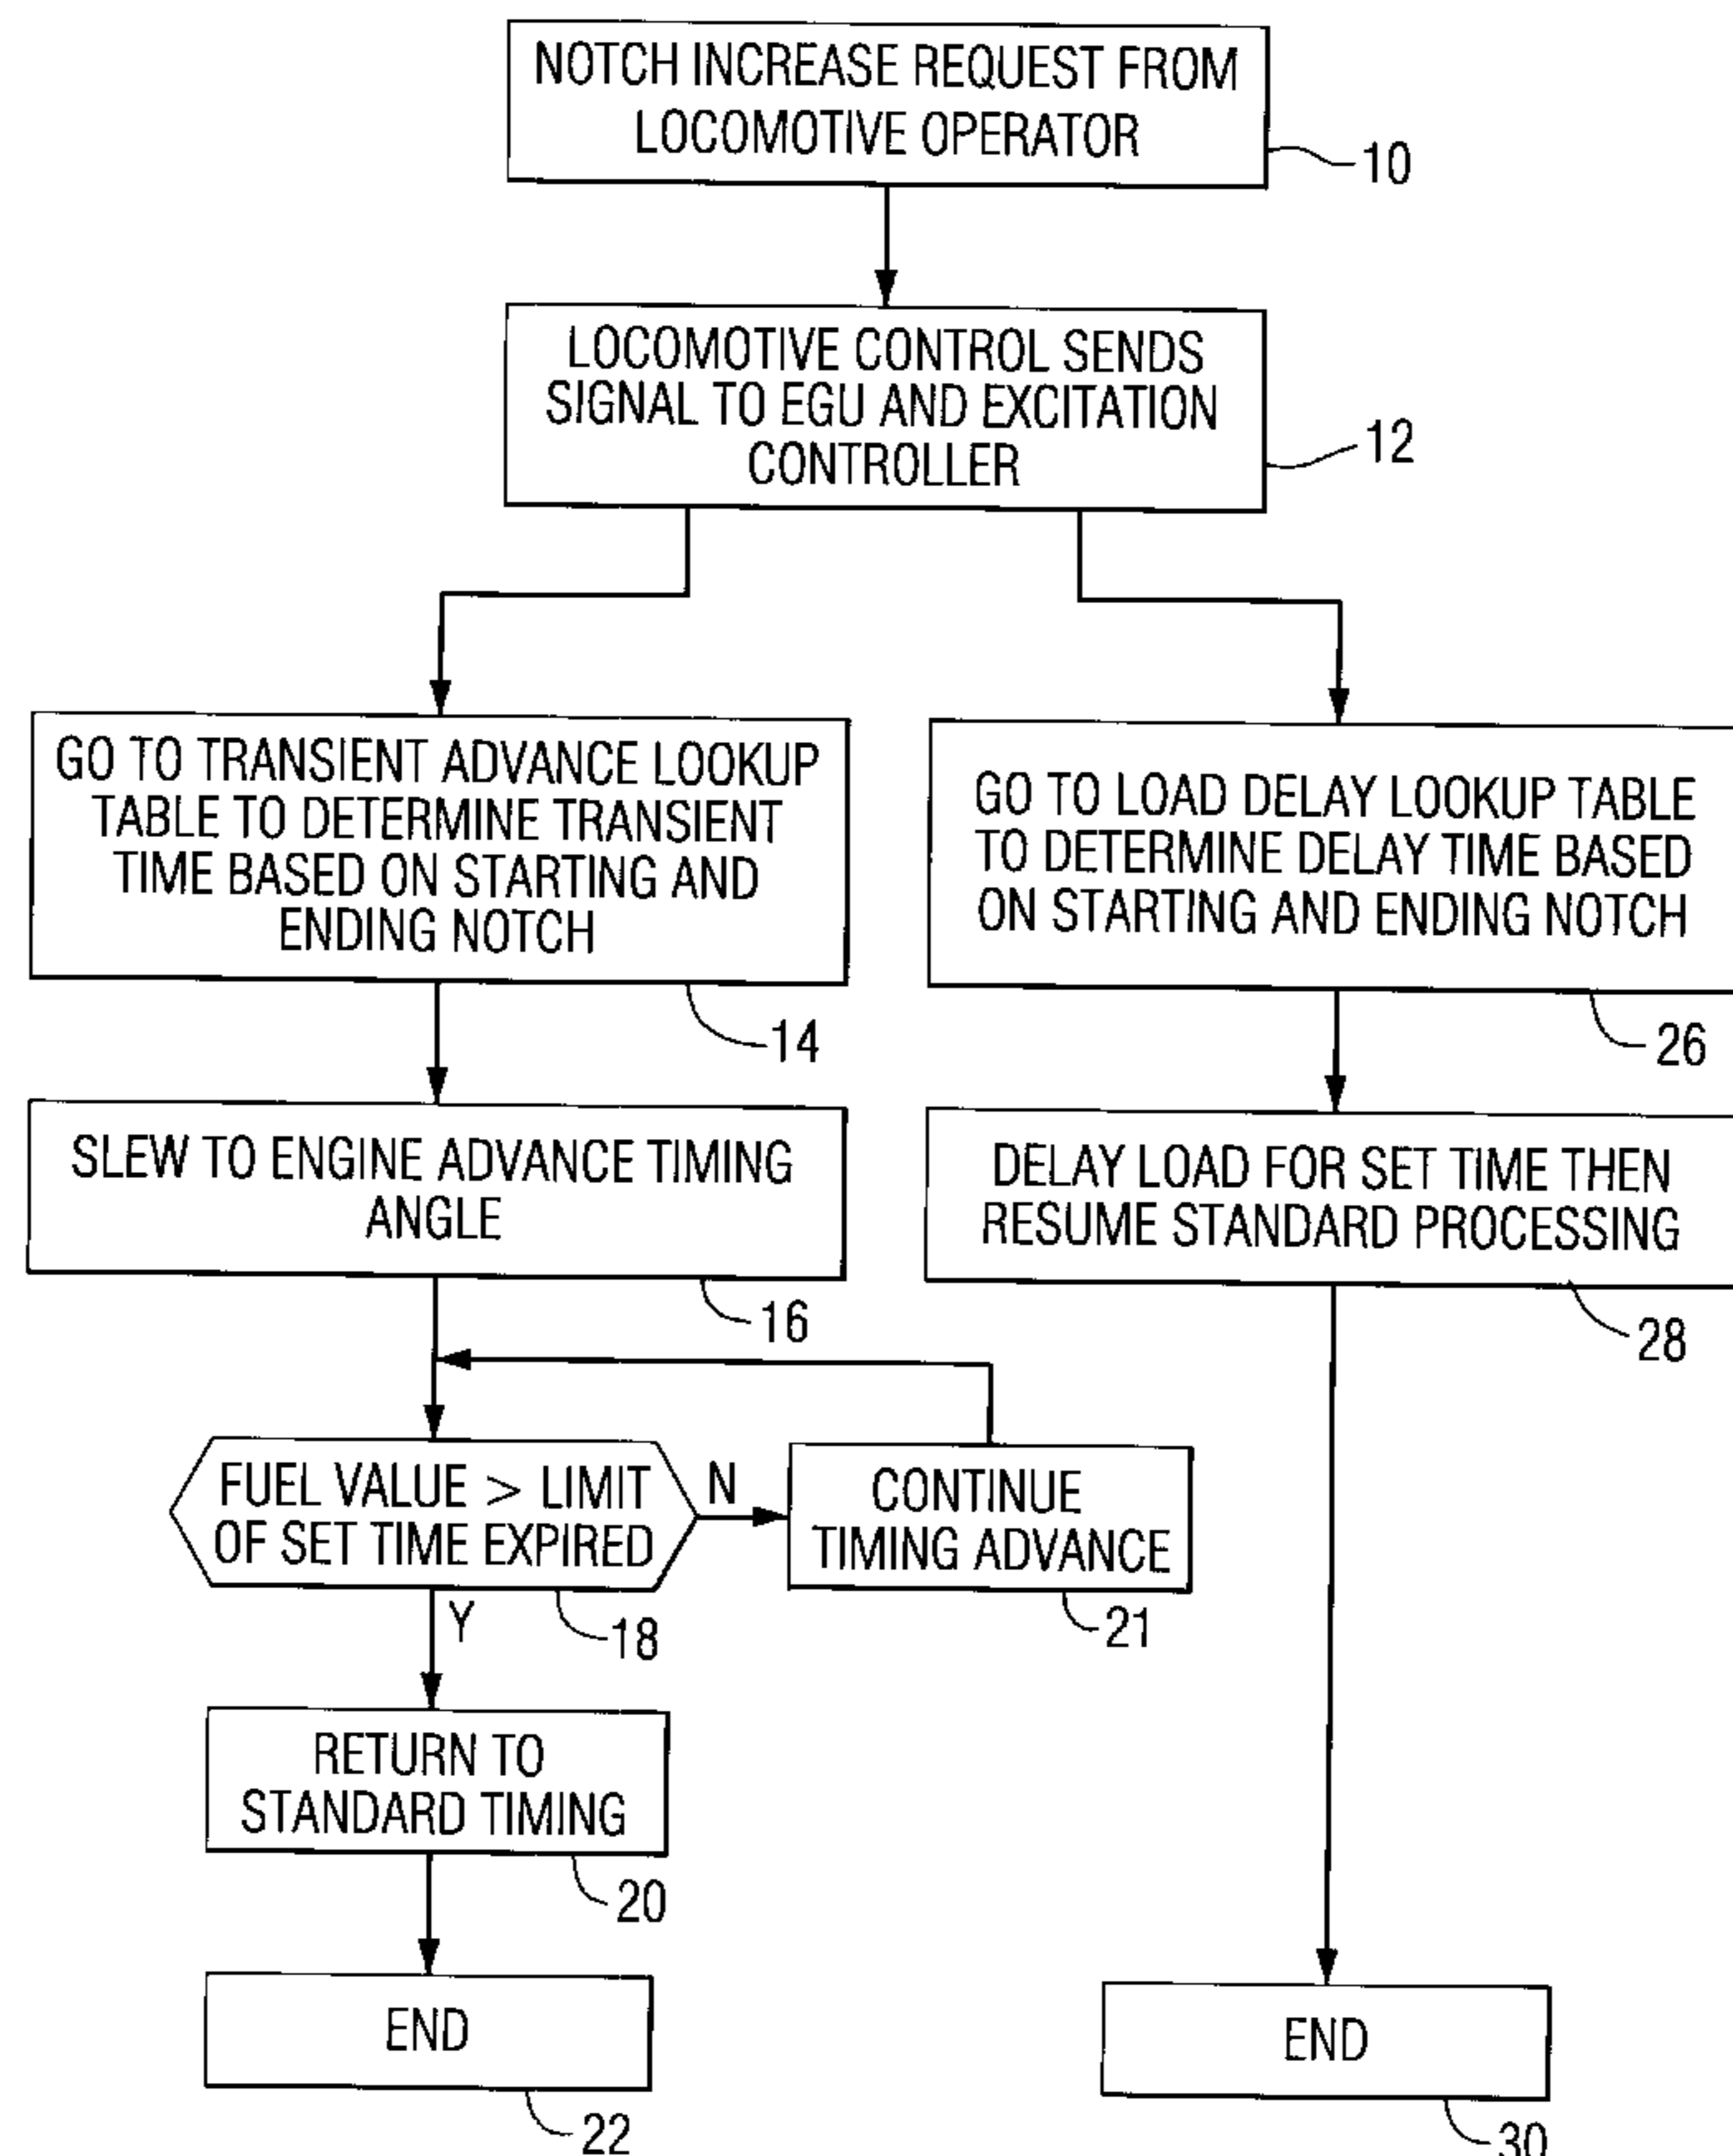 NOTCH INCREASE REQUEST FROM
LOCOMOTIVE OPERATOR
10
LOCOMOTIVE CONTROL SENDS
SIGNAL TO EGU AND EXCITATION
CONTROLLER
12
GO TO TRANSIENT ADVANCE LOOKUP
TABLE TO DETERMINE TRANSIENT
TIME BASED ON STARTING AND
ENDING NOTCH
14
GO TO LOAD DELAY LOOKUP TABLE
TO DETERMINE DELAY TIME BASED
ON STARTING AND ENDING NOTCH
26
SLEW TO ENGINE ADVANCE TIMING
ANGLE
16
DELAY LOAD FOR SET TIME THEN
RESUME STANDARD PROCESSING
28
FUEL VALUE > LIMIT
OF SET TIME EXPIRED
N
Y
18
CONTINUE
TIMING ADVANCE
21
RETURN TO
STANDARD TIMING
20
END
22
END
30